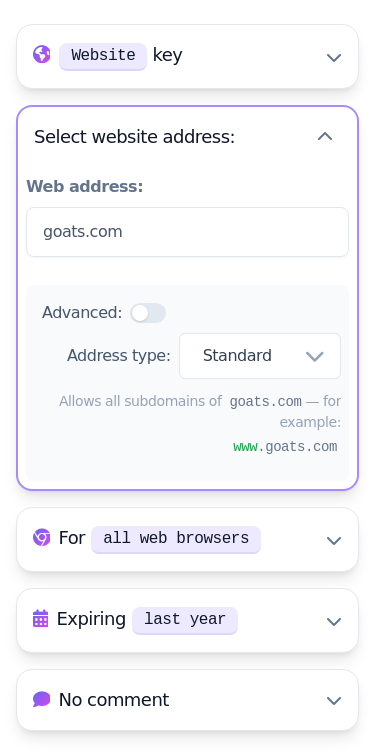 Website key
Select website address:
Web address:
goats.com
Advanced:
Address type: Standard
Allows all subdomains of goats.com — for
example:
www.goats.com
For all web browsers
Expiring last year
No comment